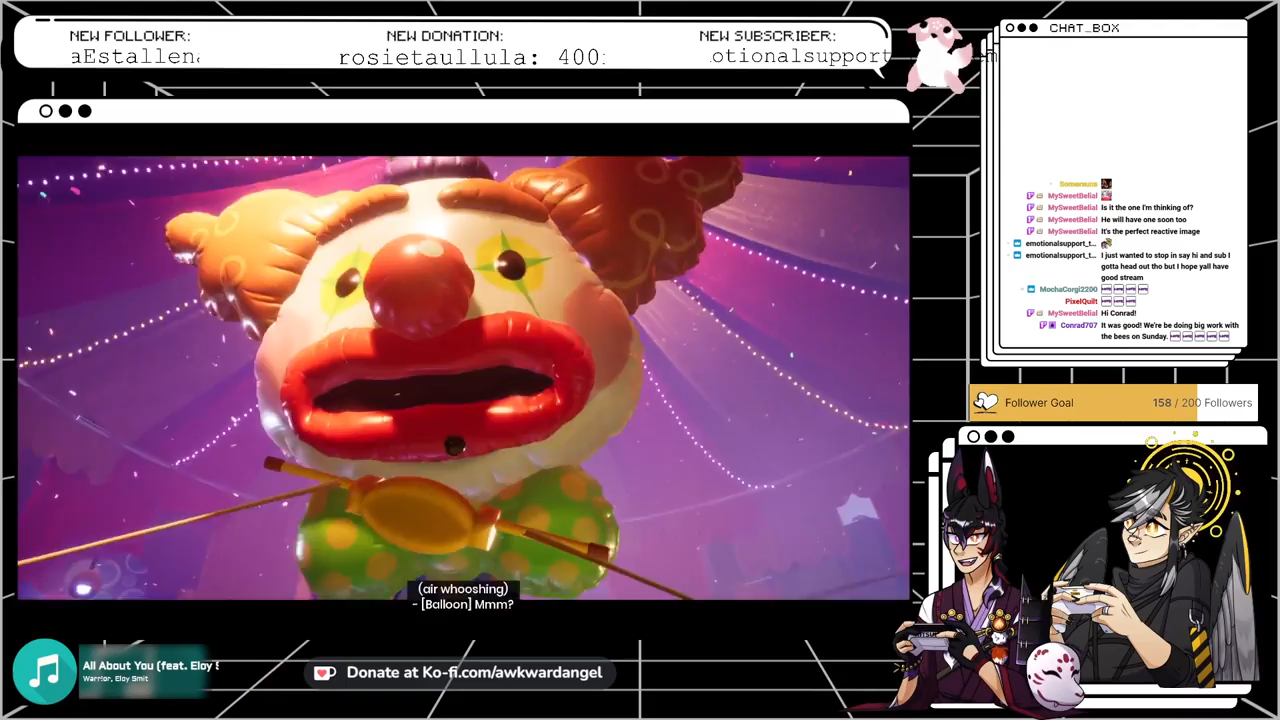 NEW FOLLOWER:
aEstallen
NEW DONATION:
rosietaullula: 400
NEW SUBSCRIBER:
otionalsupport
CHAT_BOX
MySweetBelial
MySweetBelial Is it the one I'm thinking of?
MySweetBelial He will have one soon too
MySweetBelial It's the perfect reactive image
emotionalsupport_t...
emotionalsupport_t... I just wanted to stop in say hi and sub I
gotta head out tho but I hope yall have
good stream
MochaCorgi2200
PixelQuilt
MySweetBelial Hi Conrad!
Conrad707 It was good! We're be doing big work with
the bees on Sunday.
Follower Goal 158 / 200 Followers
(air whooshing)
- [Balloon] Mmm?
All About You (feat. Eloy S
Warrior, Eloy Smit
Donate at Ko-fi.com/awkwardangel